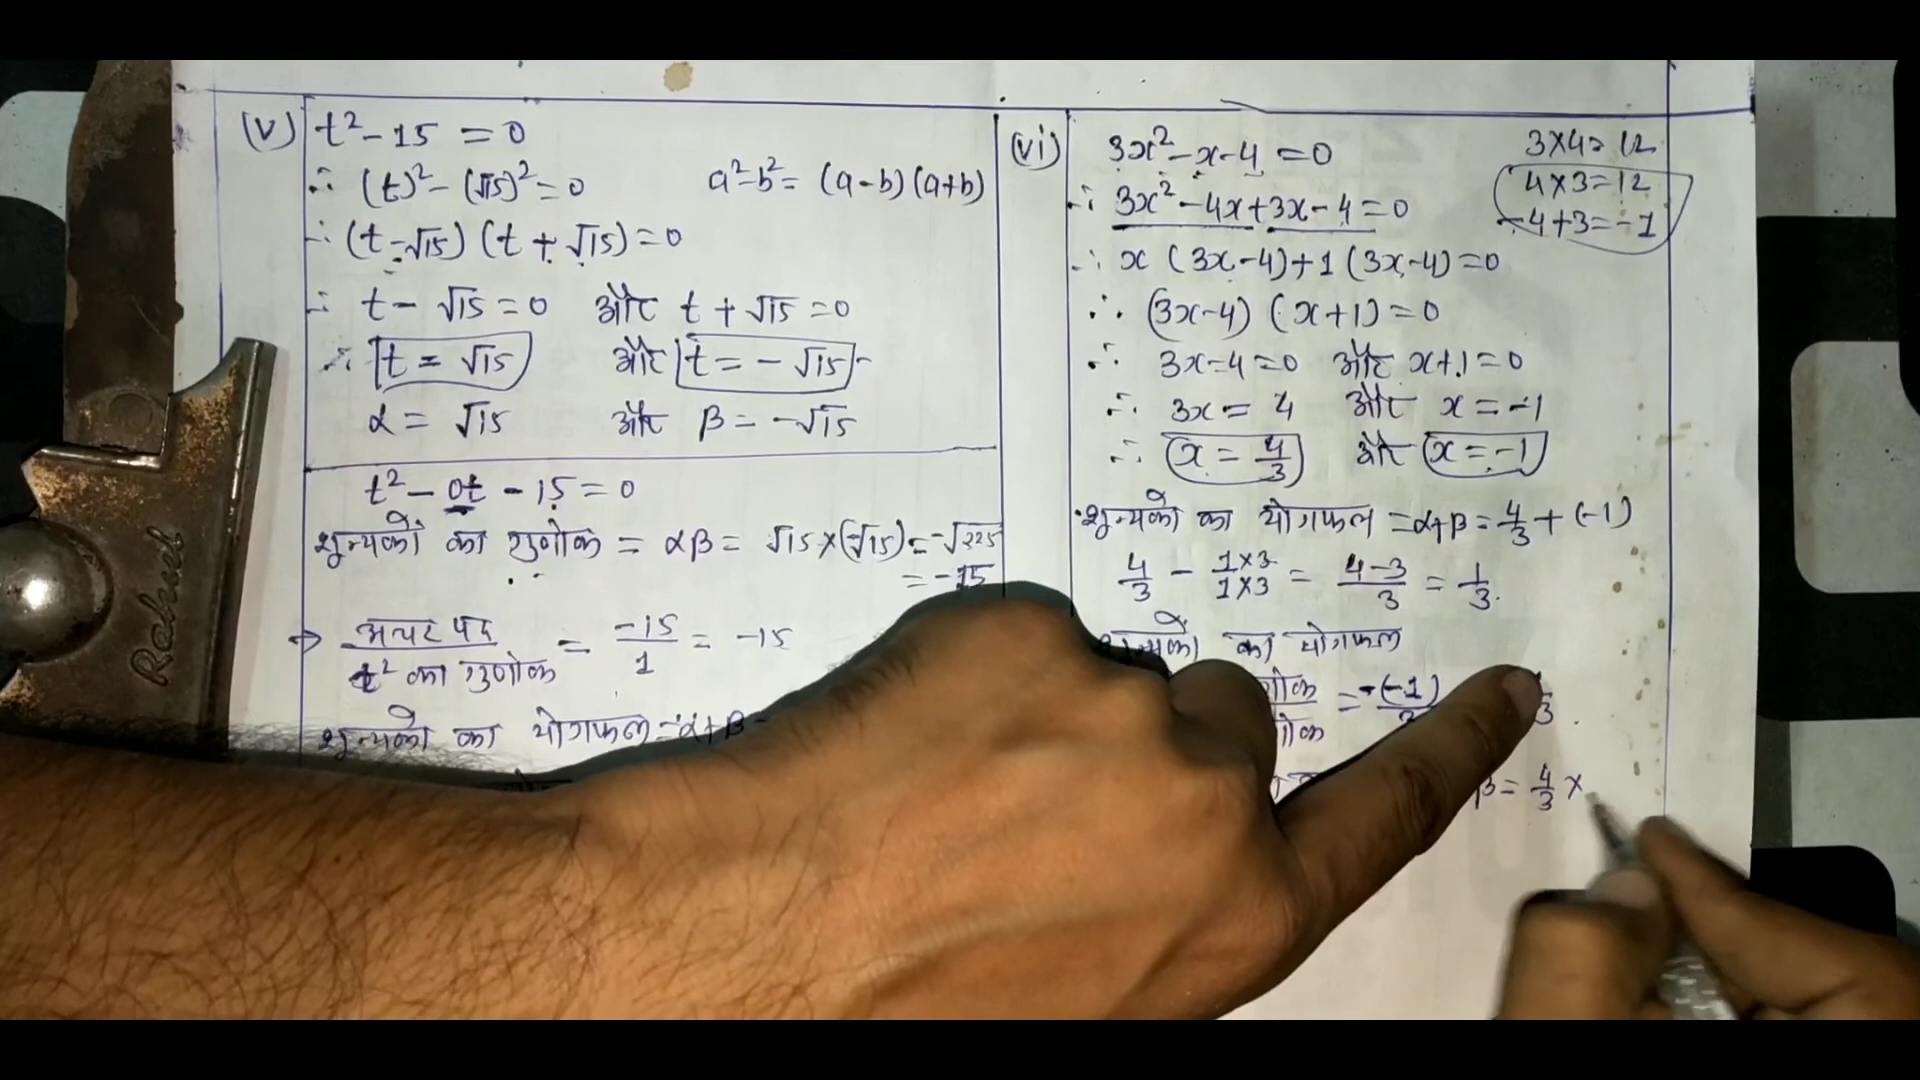 (v) t² - 15 = 0
∴ (t)² - (√15)² = 0 a² - b² = (a - b) (a + b)
∴ (t - √15) (t + √15) = 0
∴ t - √15 = 0 और t + √15 = 0
∴ t = √15 और t = - √15
α = √15 और β = - √15
t² - 0t - 15 = 0
शून्यकों का गुणांक = αβ = √15 × (-√15) = -√225
= -15
⇒ अचर पद / t² का गुणांक = -15/1 = -15
शून्यकों का योगफल = α + β =
(vi) 3x² - x - 4 = 0
3×4 = 12
4×3 = 12
-4+3 = -1
∴ 3x² - 4x + 3x - 4 = 0
∴ x (3x - 4) + 1 (3x - 4) = 0
∴ (3x - 4) (x + 1) = 0
∴ 3x - 4 = 0 और x + 1 = 0
∴ 3x = 4 और x = -1
∴ x = 4/3 और x = -1
शून्यकों का योगफल = α+β = 4/3 + (-1)
4/3 - 1×3/1×3 = 4-3/3 = 1/3
शून्यकों का योगफल
= -(-1)/3
β = 4/3 ×
Rahul